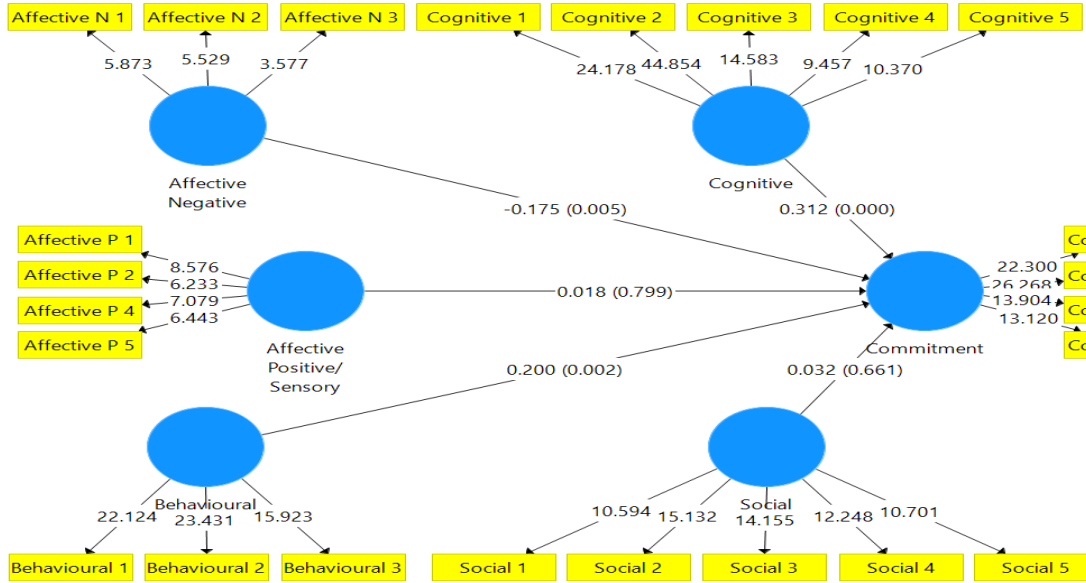 Affective N 1
Affective N 2
Affective N 3
Cognitive 1
Cognitive 2
Cognitive 3
Cognitive 4
Cognitive 5
5.873
5.529
3.577
24.178
44.854
14.583
9.457
10.370
Affective
Negative
Cognitive
-0.175 (0.005)
0.312 (0.000)
Affective P 1
Affective P 2
Affective P 4
Affective P 5
8.576
6.233
7.079
6.443
0.018 (0.799)
22.300
26.268
13.904
13.120
Co
Co
Co
Co
Affective
Positive/
Sensory
Commitment
0.200 (0.002)
0.032 (0.661)
Behavioural
Social
22.124
23.431
15.923
10.594
15.132
14.155
12.248
10.701
Behavioural 1
Behavioural 2
Behavioural 3
Social 1
Social 2
Social 3
Social 4
Social 5